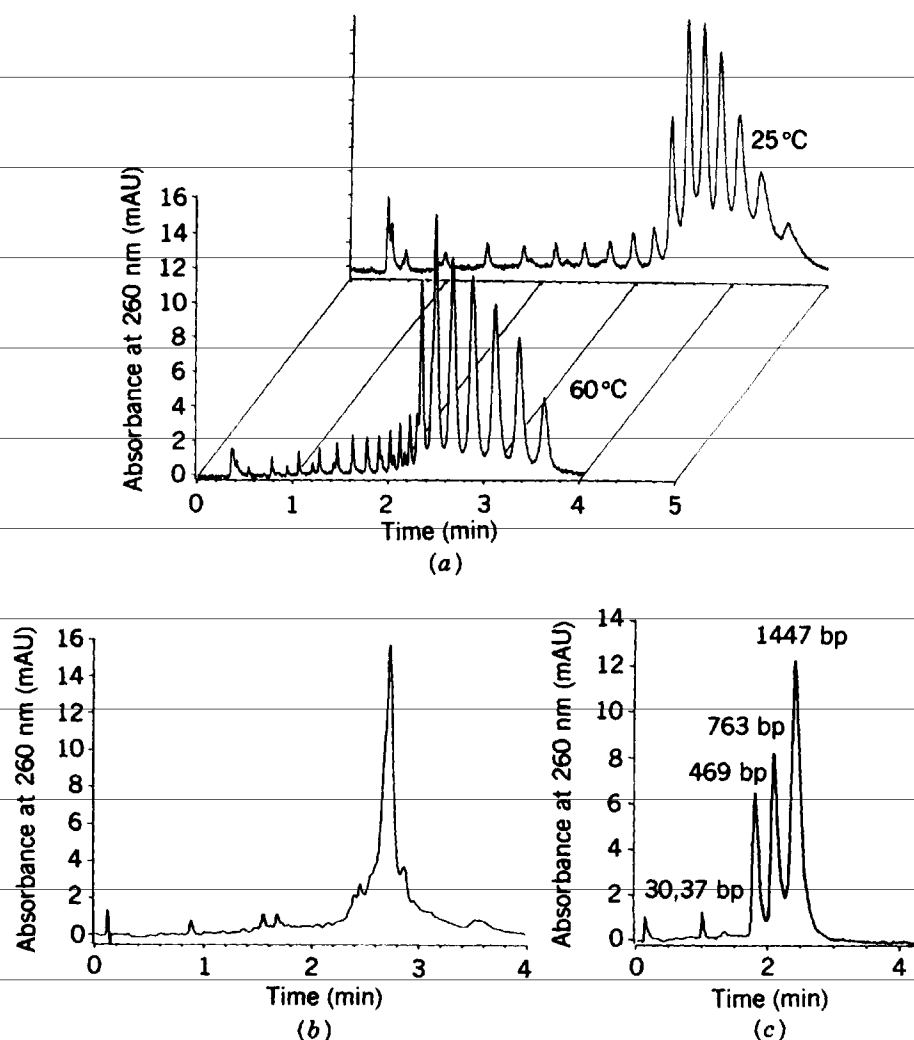 25°C
Absorbance at 260 nm (mAU)
16
14
12
10
8
6
4
2
0
60°C
0 1 2 3 4 5
Time (min)
(a)
Absorbance at 260 nm (mAU)
16
14
12
10
8
6
4
2
0
0 1 2 3 4
Time (min)
(b)
Absorbance at 260 nm (mAU)
14
12
10
8
6
4
2
0
1447 bp
763 bp
469 bp
30,37 bp
0 2 4
Time (min)
(c)